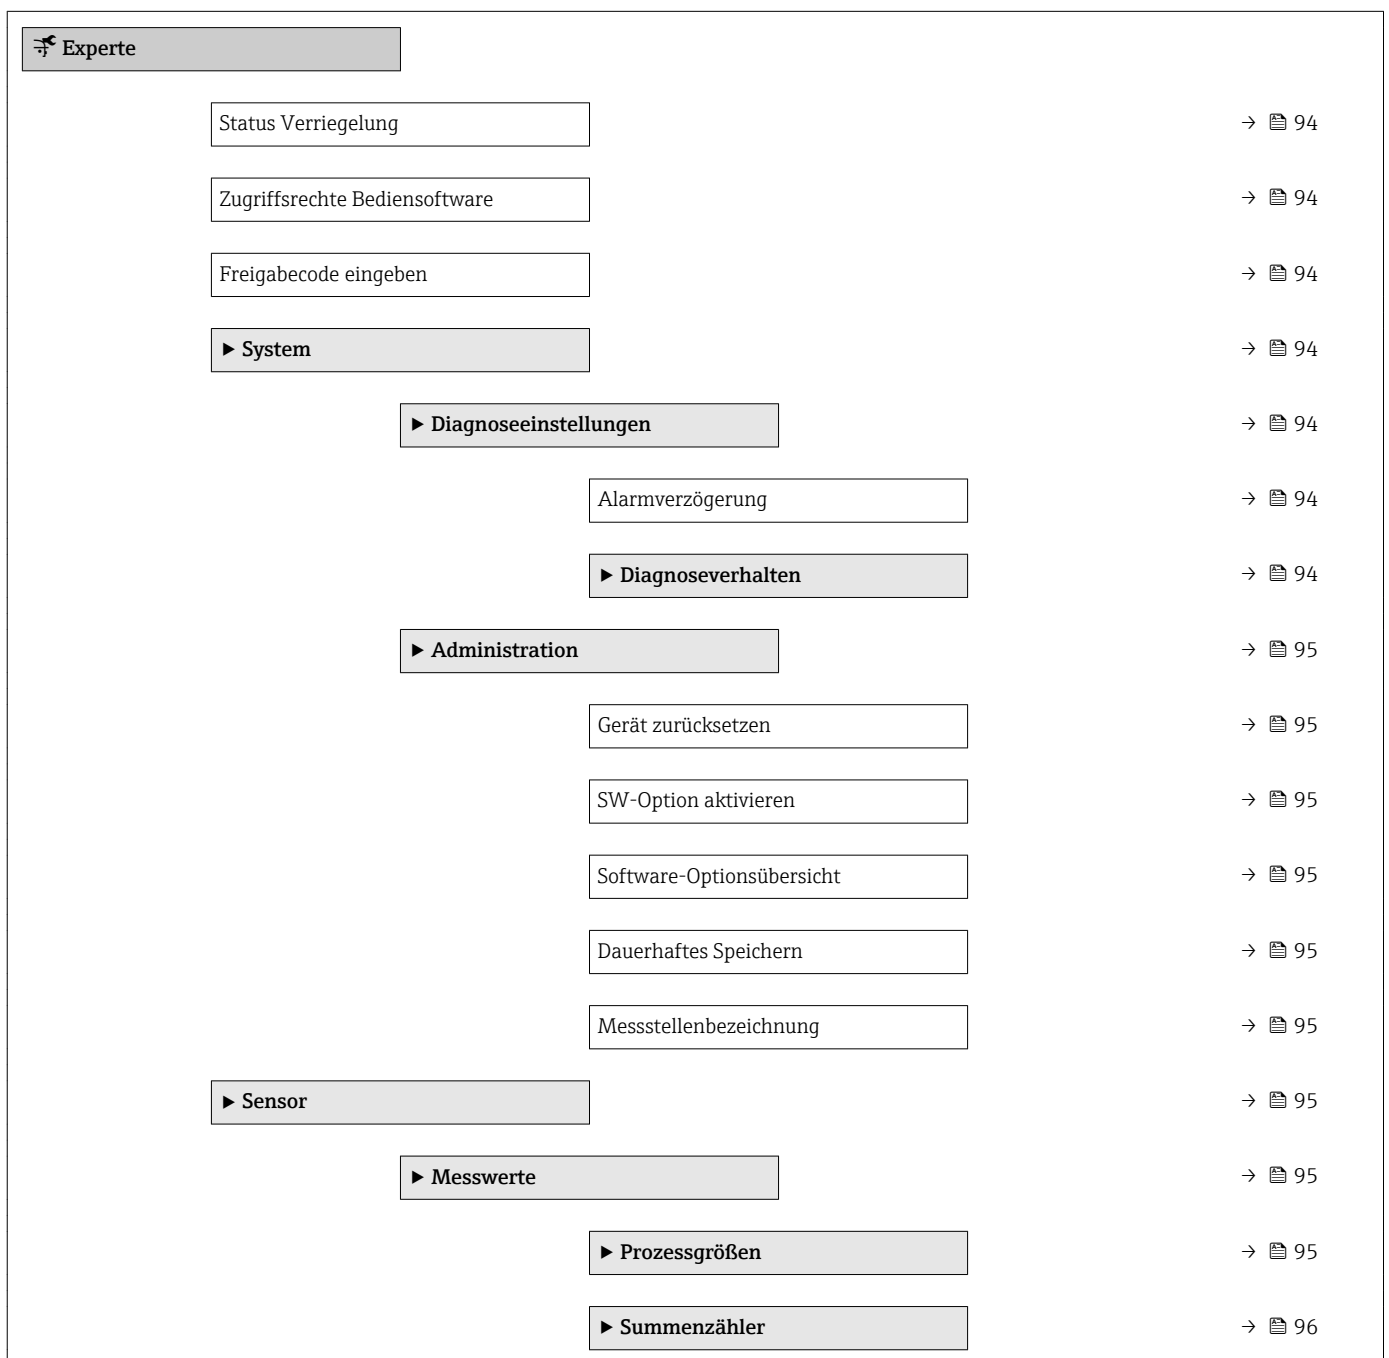 Experte
Status Verriegelung → 94
Zugriffsrechte Bediensoftware → 94
Freigabecode eingeben → 94
▶ System → 94
▶ Diagnoseeinstellungen → 94
Alarmverzögerung → 94
▶ Diagnoseverhalten → 94
▶ Administration → 95
Gerät zurücksetzen → 95
SW-Option aktivieren → 95
Software-Optionsübersicht → 95
Dauerhaftes Speichern → 95
Messstellenbezeichnung → 95
▶ Sensor → 95
▶ Messwerte → 95
▶ Prozessgrößen → 95
▶ Summenzähler → 96